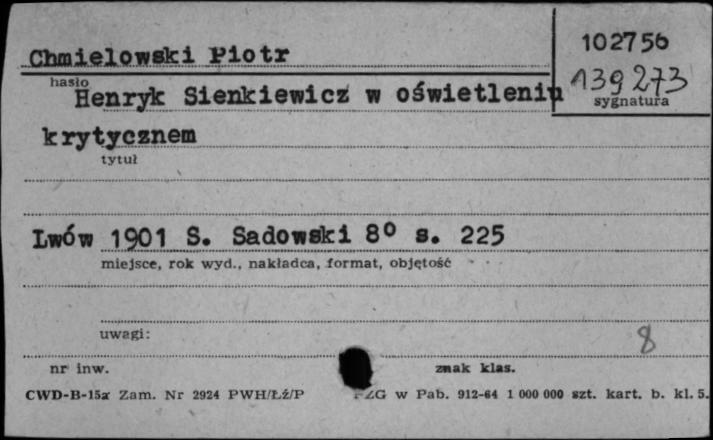 Chmielowski Piotr
102756
hasło
139273
Henryk Sienkiewicz w oświetleniu
sygnatura
krytycznem
tytuł
Lwów 1901 S. Sadowski 8º s. 225
miejsce, rok wyd., nakładca, format, objętość
uwagi:
8
nr inw.
znak klas.
CWD-B-15a Zam. Nr 2924 PWH/Łź/P
ZG w Pab. 912-64 1 000 000 szt. kart. b. kl. 5.